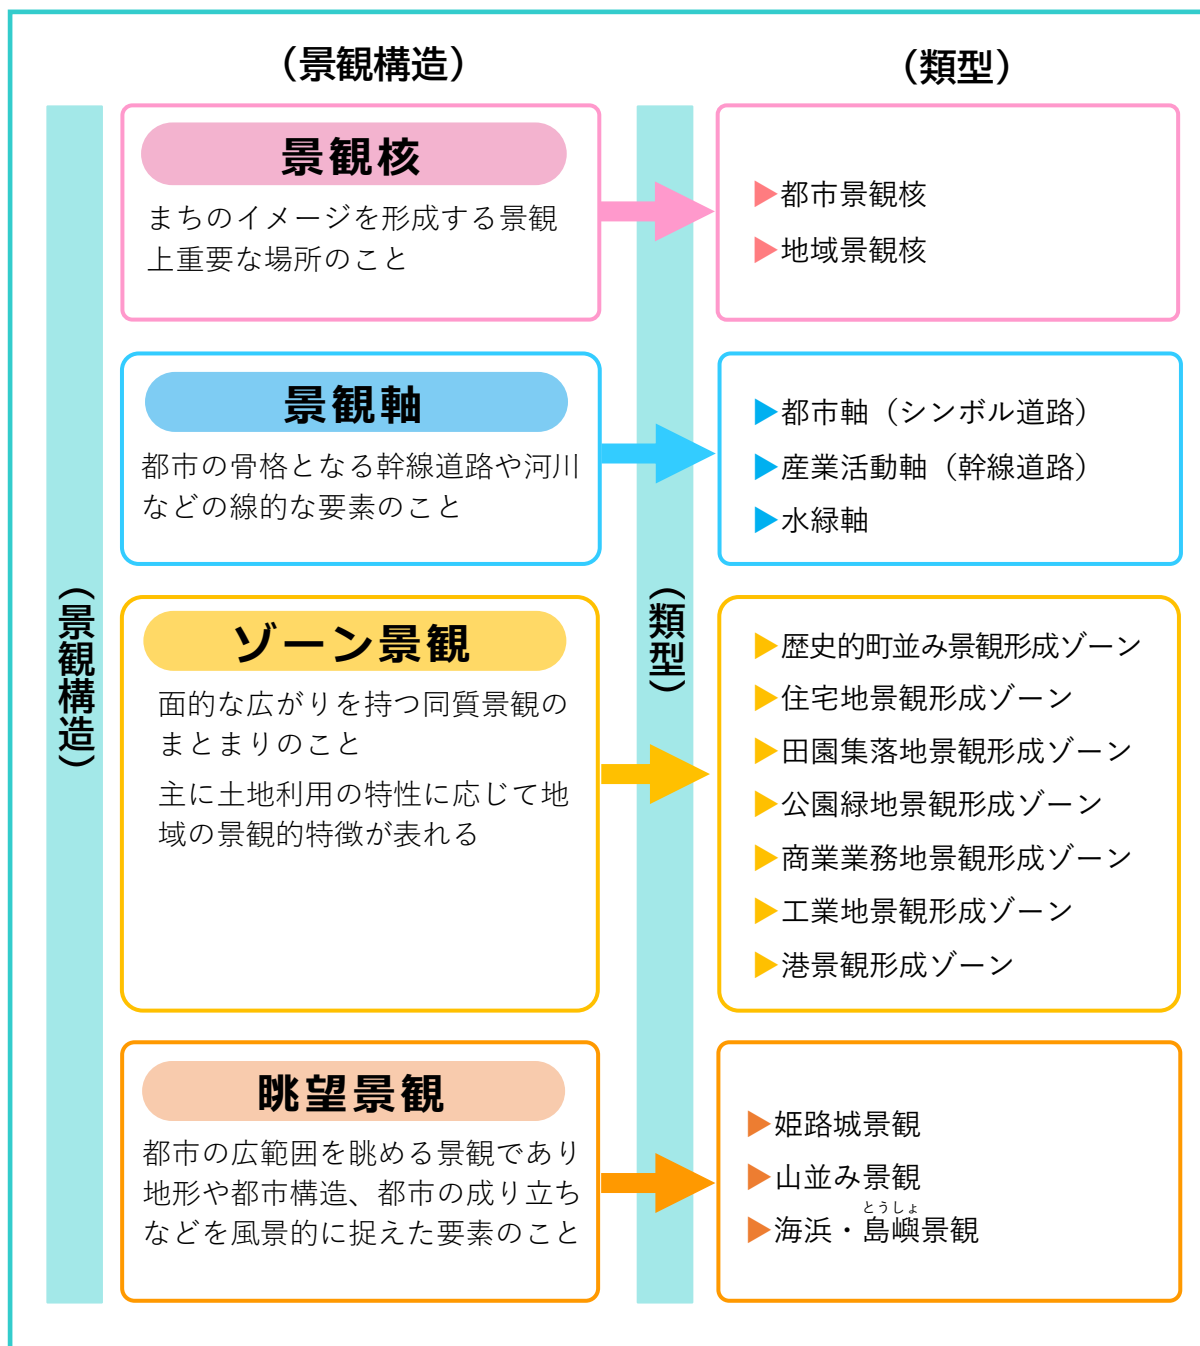 （景観構造）
（類型）
（景観構造）
（類型）
景観核
まちのイメージを形成する景観
上重要な場所のこと
▶都市景観核
▶地域景観核
景観軸
都市の骨格となる幹線道路や河川
などの線的な要素のこと
▶都市軸（シンボル道路）
▶産業活動軸（幹線道路）
▶水緑軸
ゾーン景観
面的な広がりを持つ同質景観の
まとまりのこと
主に土地利用の特性に応じて地
域の景観的特徴が表れる
▶歴史的町並み景観形成ゾーン
▶住宅地景観形成ゾーン
▶田園集落地景観形成ゾーン
▶公園緑地景観形成ゾーン
▶商業業務地景観形成ゾーン
▶工業地景観形成ゾーン
▶港景観形成ゾーン
眺望景観
都市の広範囲を眺める景観であり
地形や都市構造、都市の成り立ち
などを風景的に捉えた要素のこと
▶姫路城景観
▶山並み景観
とうしょ
▶海浜・島嶼景観